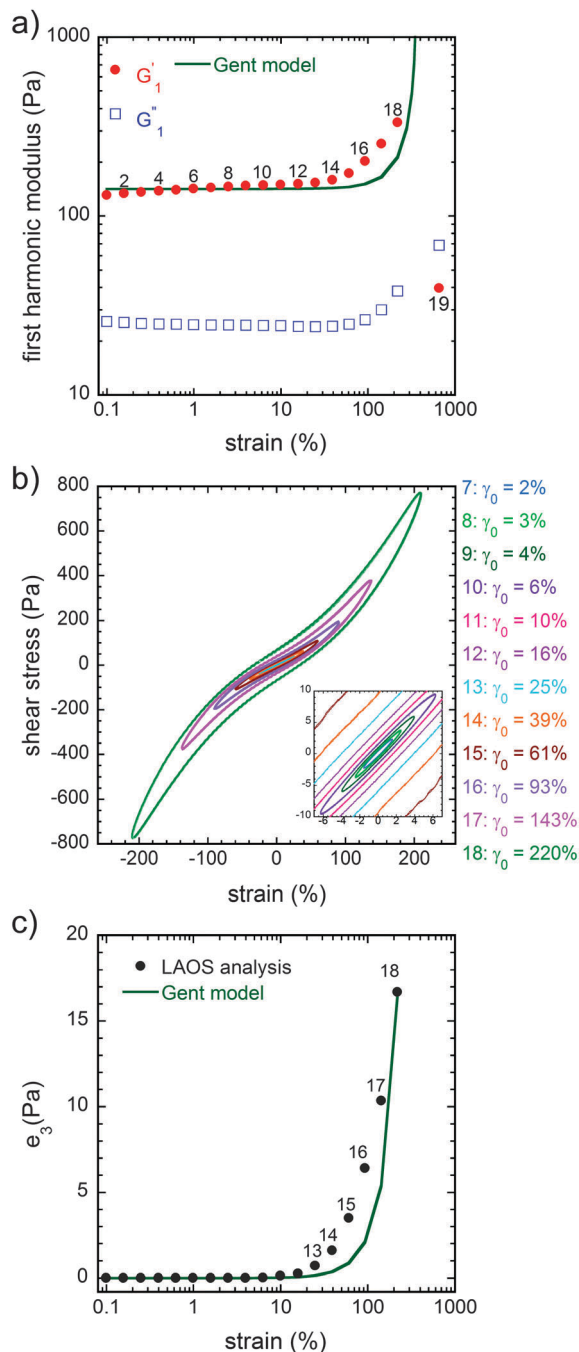 a)
1000
G'1
Gent model
G"1
18
16
14
12
10
8
6
4
2
100
19
10
0.1
1
10
100
1000
first harmonic modulus (Pa)
strain (%)
b)
800
600
400
200
0
-200
-400
-600
-800
shear stress (Pa)
10
5
0
-5
-10
-6 -4 -2 0 2 4 6
-200 -100 0 100 200
strain (%)
7: γ0 = 2%
8: γ0 = 3%
9: γ0 = 4%
10: γ0 = 6%
11: γ0 = 10%
12: γ0 = 16%
13: γ0 = 25%
14: γ0 = 39%
15: γ0 = 61%
16: γ0 = 93%
17: γ0 = 143%
18: γ0 = 220%
c)
20
15
10
5
0
e3(Pa)
LAOS analysis
Gent model
18
17
16
15
14
13
0.1 1 10 100 1000
strain (%)